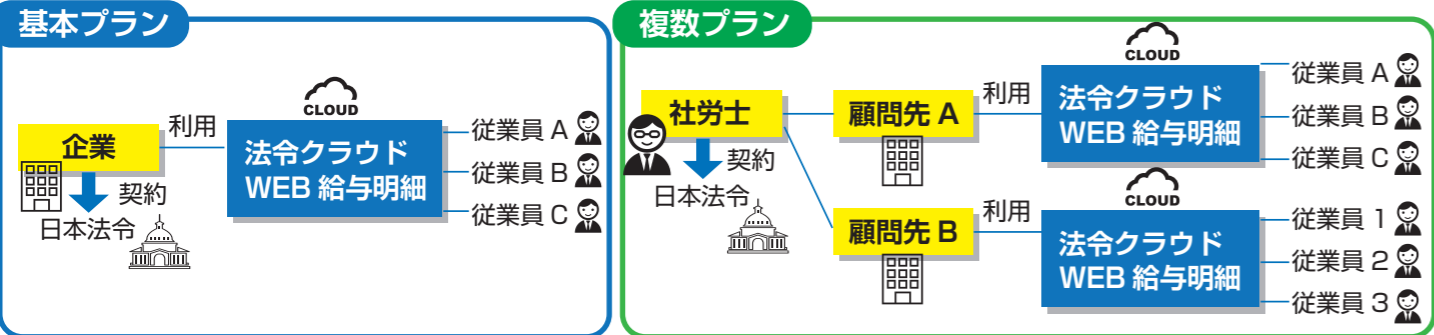 基本プラン
CLOUD
企業
利用
法令クラウド
WEB 給与明細
従業員 A
従業員 B
従業員 C
契約
日本法令
複数プラン
社労士
契約
日本法令
顧問先 A
利用
CLOUD
法令クラウド
WEB 給与明細
従業員 A
従業員 B
従業員 C
顧問先 B
利用
CLOUD
法令クラウド
WEB 給与明細
従業員 1
従業員 2
従業員 3